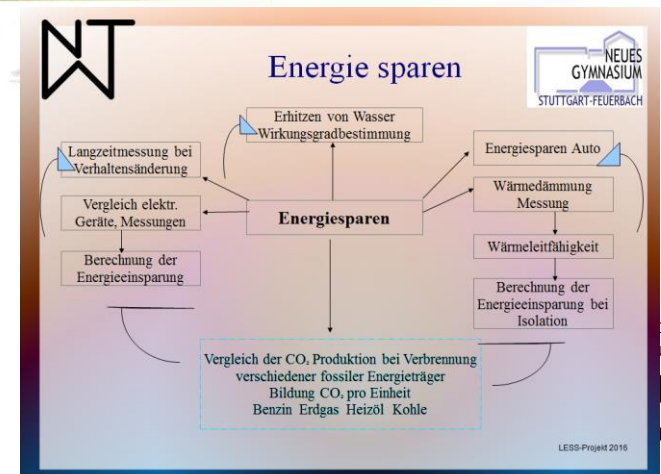 NWT
Energie sparen
NEUES
GYMNASIUM
STUTTGART-FEUERBACH
Erhitzen von Wasser
Wirkungsgradbestimmung
Langzeitmessung bei
Verhaltensänderung
Energiesparen Auto
Vergleich elektr.
Geräte, Messungen
Energiesparen
Wärmedämmung
Messung
Berechnung der
Energieeinsparung
Wärmeleitfähigkeit
Berechnung der
Energieeinsparung bei
Isolation
Vergleich der CO₂ Produktion bei Verbrennung
verschiedener fossiler Energieträger
Bildung CO₂ pro Einheit
Benzin Erdgas Heizöl Kohle
LESS-Projekt 2016